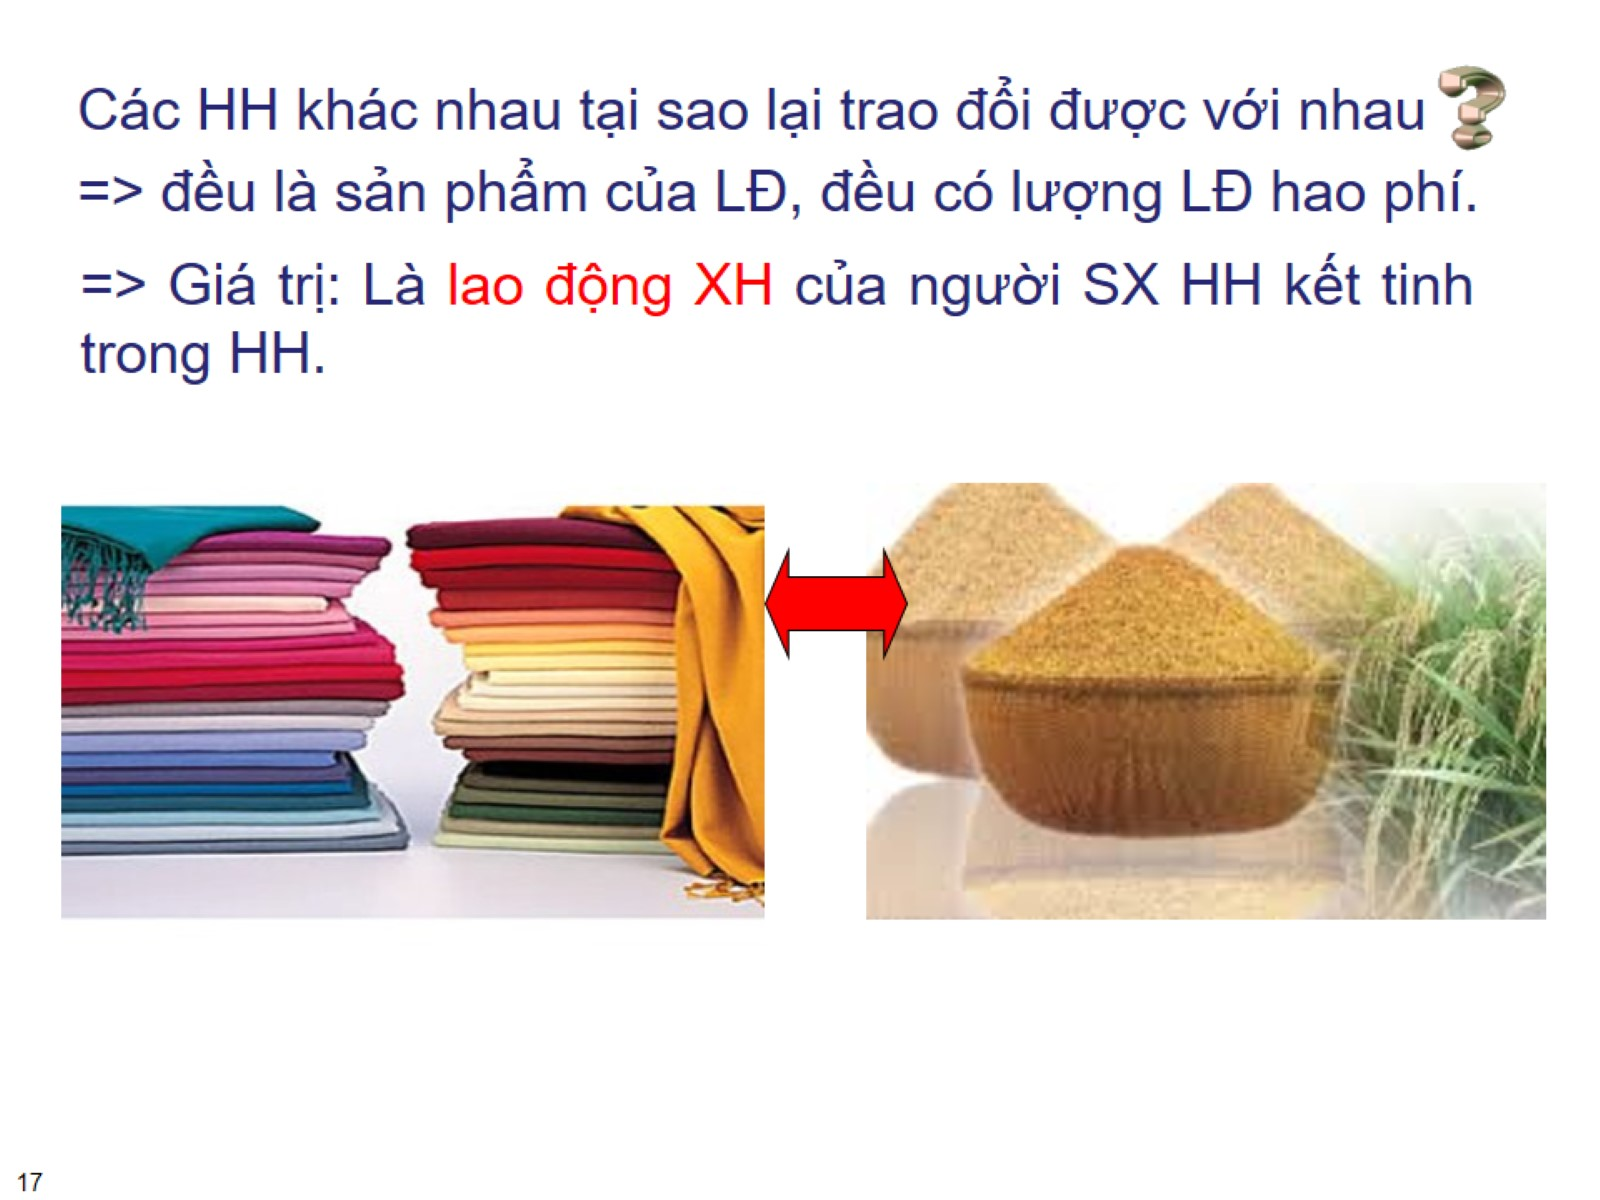 Các HH khác nhau tại sao lại trao đổi được với nhau ?
=> đều là sản phẩm của LĐ, đều có lượng LĐ hao phí.
=> Giá trị: Là lao động XH của người SX HH kết tinh
trong HH.
17